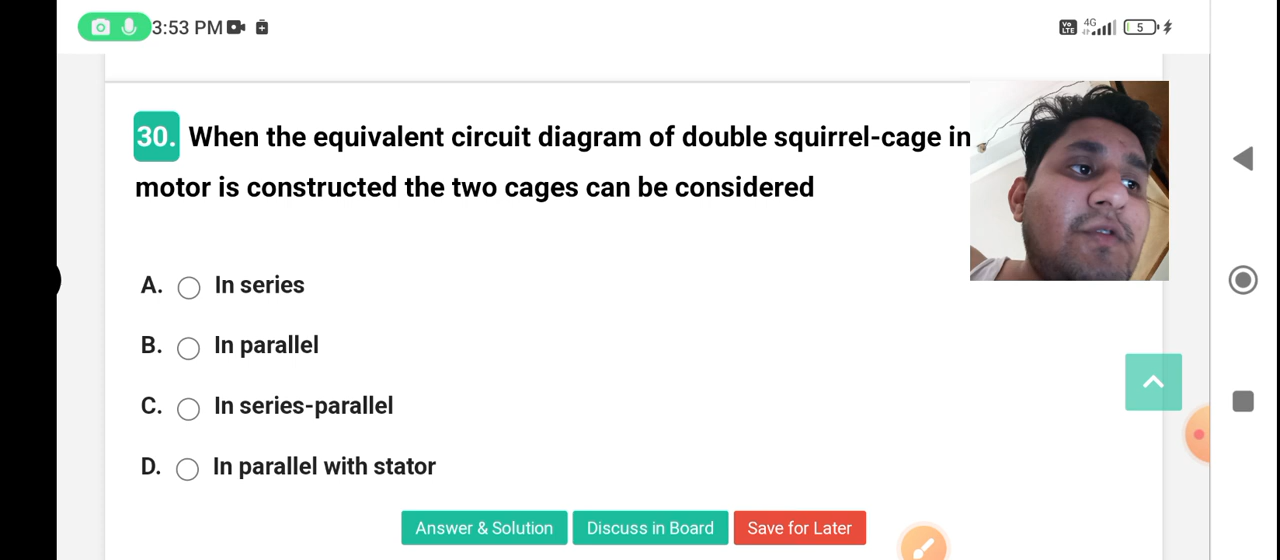 3:53 PM
Vo LTE 4G 5
30. When the equivalent circuit diagram of double squirrel-cage in
motor is constructed the two cages can be considered
A. In series
B. In parallel
C. In series-parallel
D. In parallel with stator
Answer & Solution Discuss in Board Save for Later